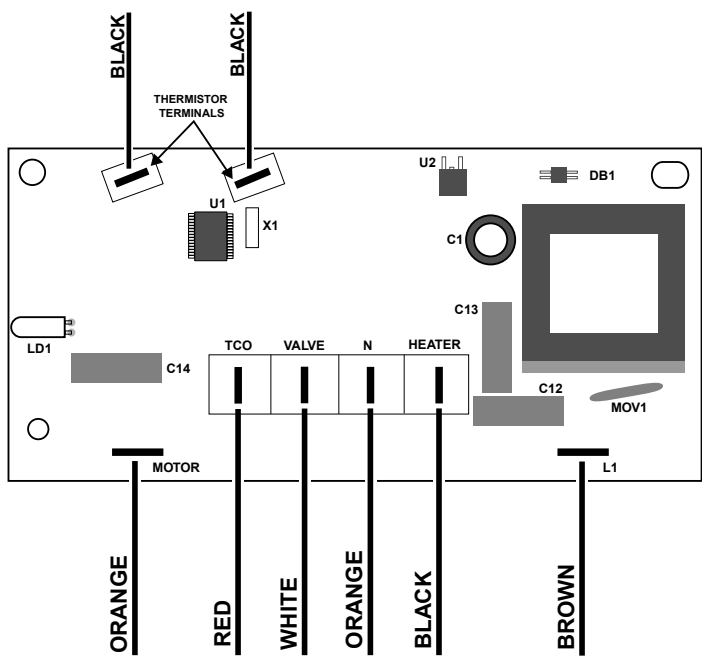 BLACK
BLACK
THERMISTOR
TERMINALS
U2
DB1
U1
X1
C1
C13
LD1
C14
TCO
VALVE
N
HEATER
C12
MOV1
MOTOR
L1
ORANGE
RED
WHITE
ORANGE
BLACK
BROWN